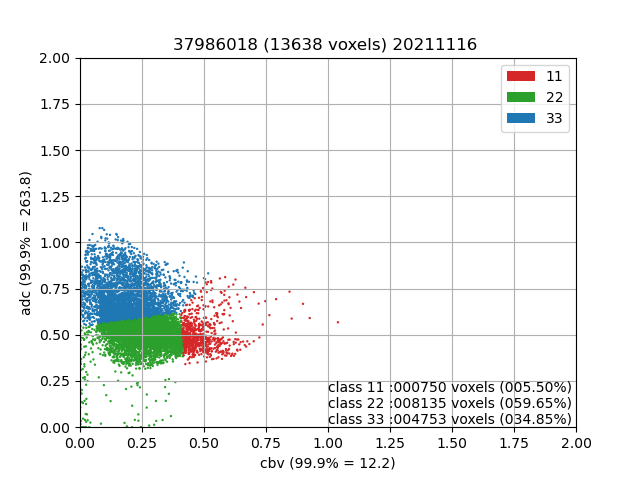 37986018 (13638 voxels) 20211116
2.00
1.75
1.50
1.25
1.00
0.75
0.50
0.25
0.00
adc (99.9% = 263.8)
11
22
33
class 11 :000750 voxels (005.50%)
class 22 :008135 voxels (059.65%)
class 33 :004753 voxels (034.85%)
0.00 0.25 0.50 0.75 1.00 1.25 1.50 1.75 2.00
cbv (99.9% = 12.2)